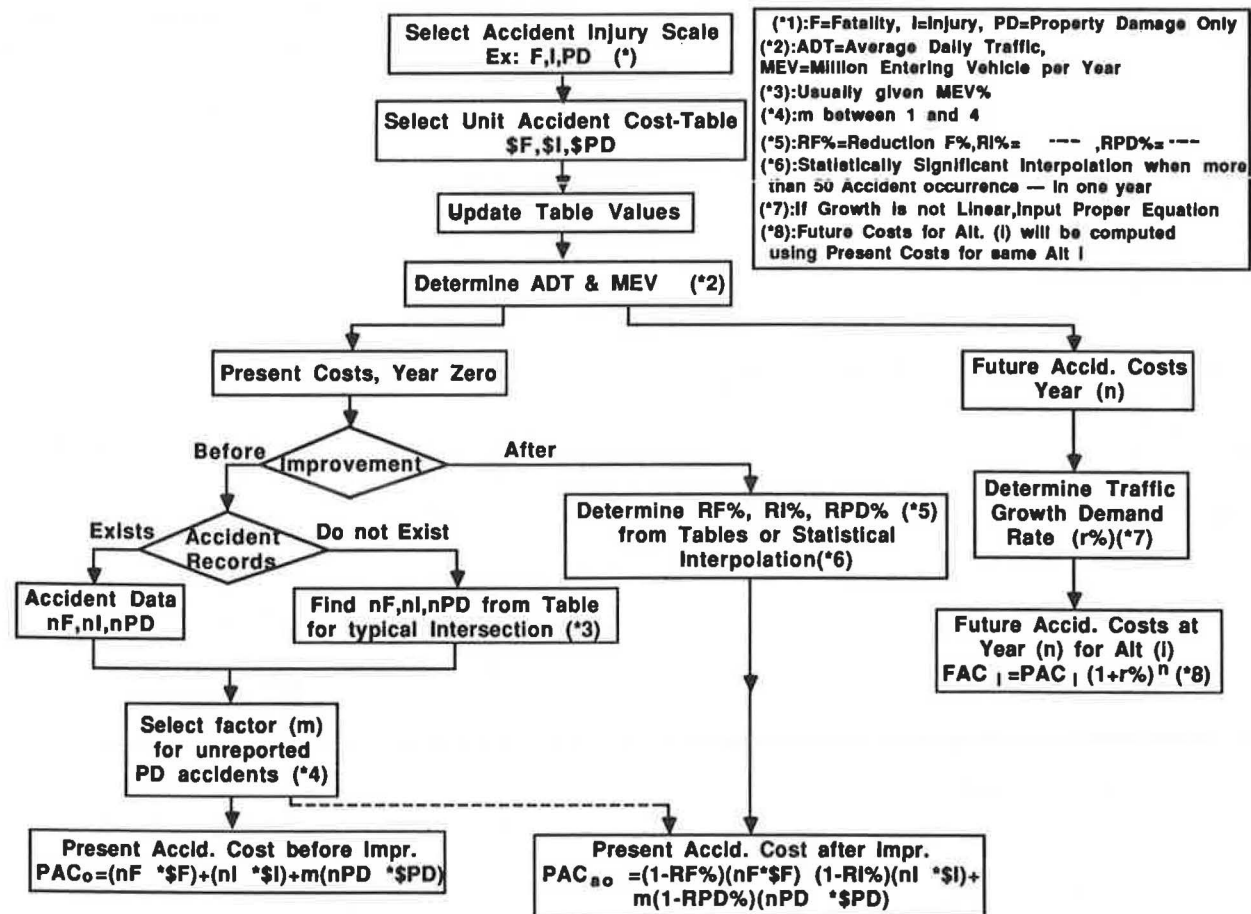 Select Accident Injury Scale
Ex: F,I,PD (*)
Select Unit Accident Cost-Table
$F,$I,$PD
Update Table Values
Determine ADT & MEV (*2)
(*1):F=Fatality, I=Injury, PD=Property Damage Only
(*2):ADT=Average Daily Traffic,
MEV=Million Entering Vehicle per Year
(*3):Usually given MEV%
(*4):m between 1 and 4
(*5):RF%=Reduction F%,RI%= ---- ,RPD%= ----
(*6):Statistically Significant Interpolation when more
than 50 Accident occurrence — in one year
(*7):If Growth is not Linear,Input Proper Equation
(*8):Future Costs for Alt. (i) will be computed
using Present Costs for same Alt i
Present Costs, Year Zero
Future Accid. Costs
Year (n)
Before
Improvement
After
Exists
Accident
Records
Do not Exist
Determine RF%, RI%, RPD% (*5)
from Tables or Statistical
Interpolation(*6)
Determine Traffic
Growth Demand
Rate (r%)(*7)
Accident Data
nF,nI,nPD
Find nF,nI,nPD from Table
for typical Intersection (*3)
Future Accid. Costs at
Year (n) for Alt (i)
FAC i =PAC i (1+r%)ⁿ (*8)
Select factor (m)
for unreported
PD accidents (*4)
Present Accid. Cost before Impr.
PACo=(nF *$F)+(nI *$I)+m(nPD *$PD)
Present Accid. Cost after Impr.
PACao =(1-RF%)(nF*$F) (1-RI%)(nI *$I)+
m(1-RPD%)(nPD *$PD)